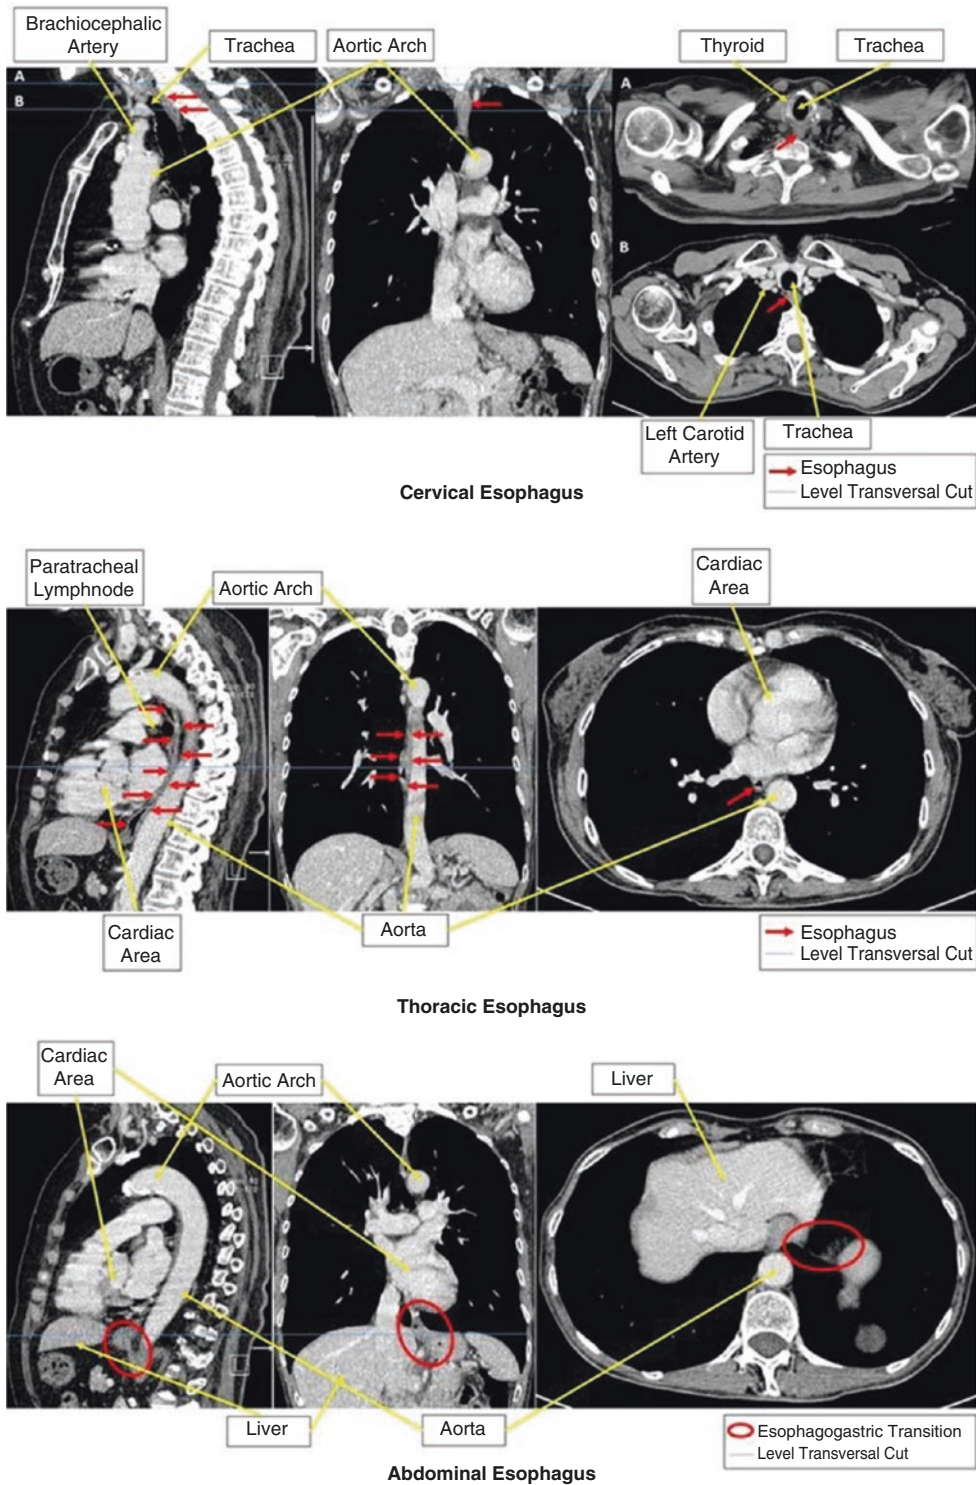 Brachiocephalic
Artery
Trachea
Aortic Arch
Thyroid
Trachea
A
B
A
B
Left Carotid
Artery
Trachea
Esophagus
Level Transversal Cut
Cervical Esophagus
Paratracheal
Lymphnode
Aortic Arch
Cardiac
Area
Cardiac
Area
Aorta
Esophagus
Level Transversal Cut
Thoracic Esophagus
Cardiac
Area
Aortic Arch
Liver
Liver
Aorta
Esophagogastric Transition
Level Transversal Cut
Abdominal Esophagus